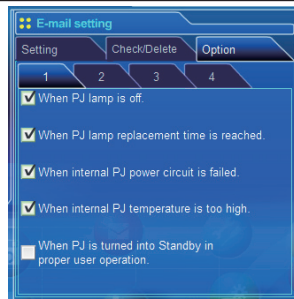 E-mail setting
Setting Check/Delete Option
1 2 3 4
When PJ lamp is off.
When PJ lamp replacement time is reached.
When internal PJ power circuit is failed.
When internal PJ temperature is too high.
When PJ is turned into Standby in
proper user operation.